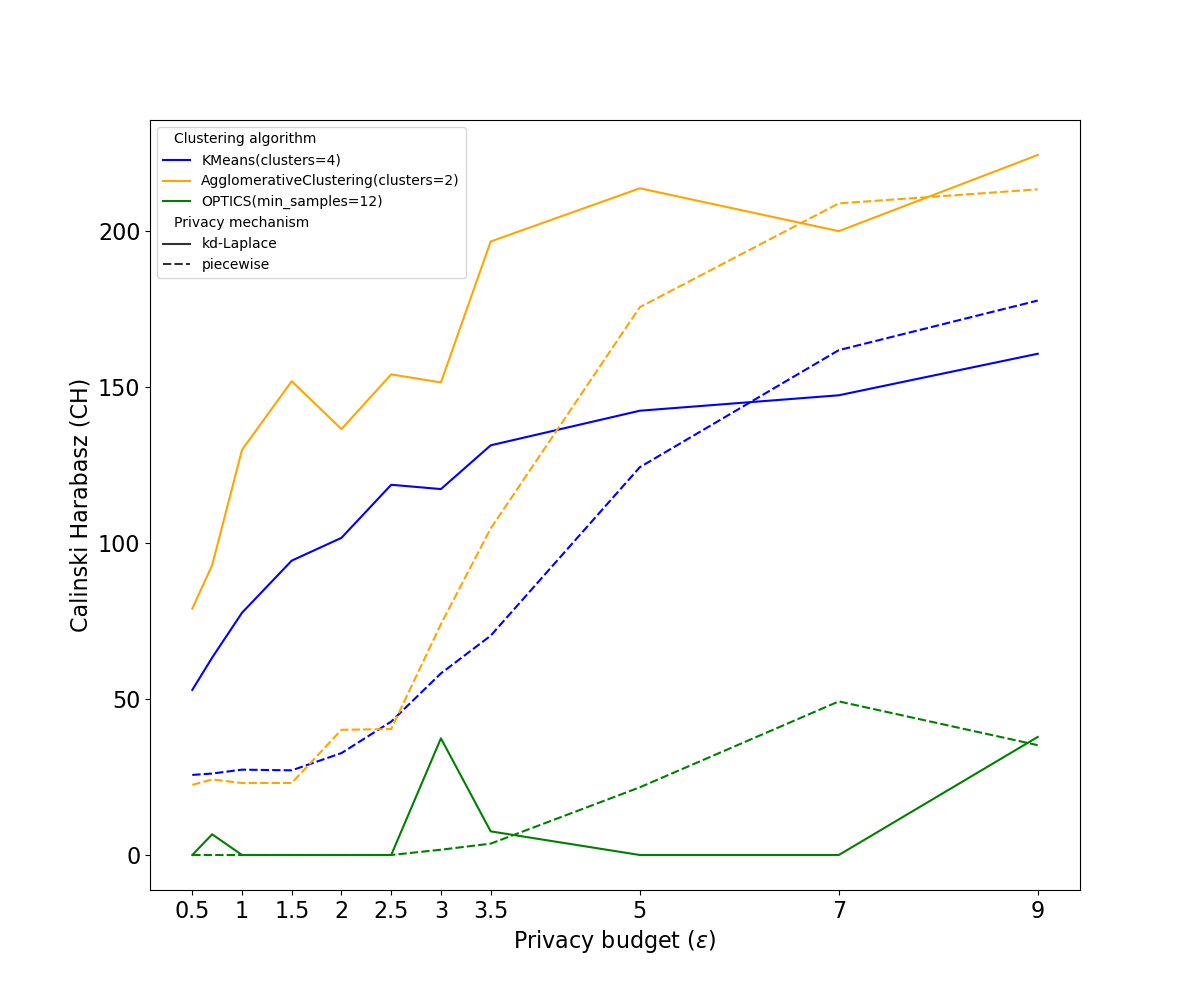 Clustering algorithm
KMeans(clusters=4)
AgglomerativeClustering(clusters=2)
OPTICS(min_samples=12)
Privacy mechanism
kd-Laplace
piecewise
200
150
100
50
0
Calinski Harabasz (CH)
0.5 1 1.5 2 2.5 3 3.5 5 7 9
Privacy budget (ε)